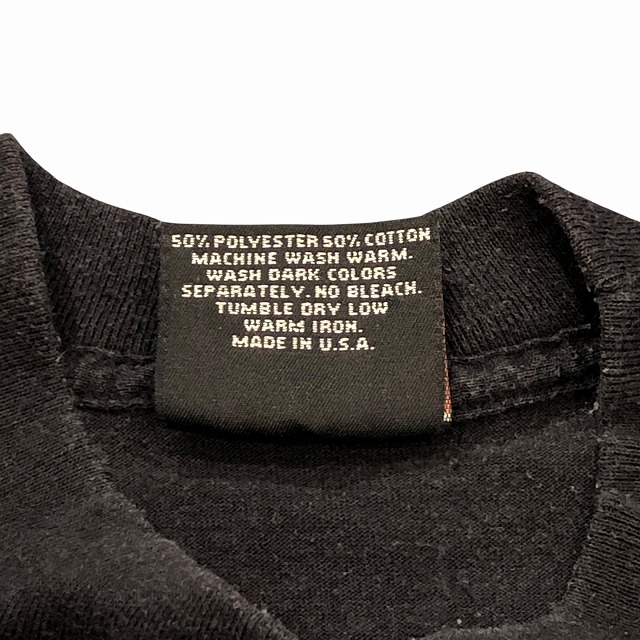 50% POLYESTER 50% COTTON
MACHINE WASH WARM.
WASH DARK COLORS
SEPARATELY. NO BLEACH.
TUMBLE DRY LOW
WARM IRON.
MADE IN U.S.A.